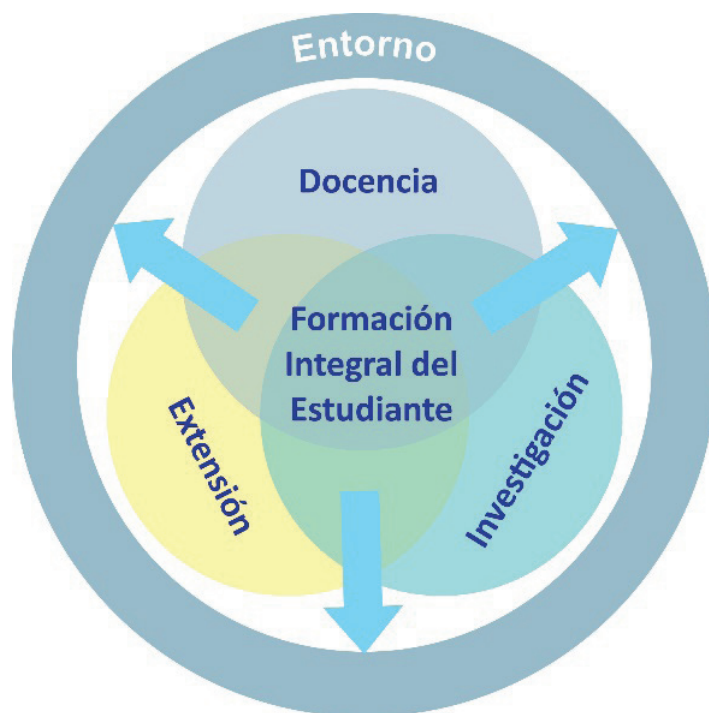 Entorno
Docencia
Formación
Integral del
Estudiante
Extensión
Investigación